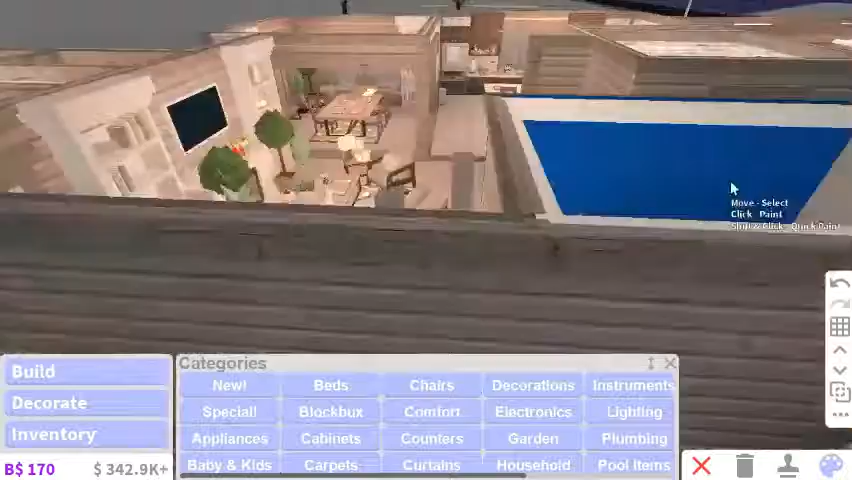 Move - Select
Click - Paint
Shift & Click - Quick Paint
Build
Decorate
Inventory
B$ 170 $ 342.9K+
Categories
New! Beds Chairs Decorations Instruments
Special! Blockbux Comfort Electronics Lighting
Appliances Cabinets Counters Garden Plumbing
Baby & Kids Carpets Curtains Household Pool Items